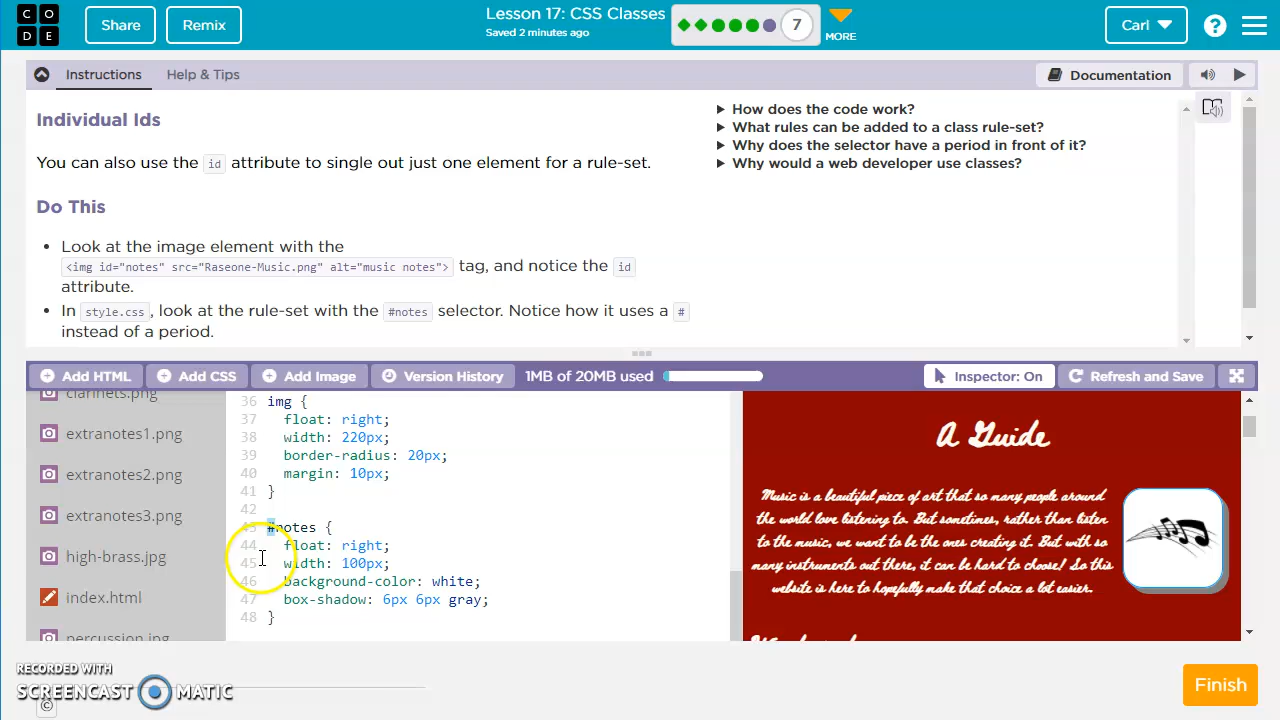 C O
D E
Share
Remix
Lesson 17: CSS Classes
Saved 2 minutes ago
7
MORE
Carl
?
Instructions
Help & Tips
Documentation
Individual Ids
You can also use the id attribute to single out just one element for a rule-set.
Do This
• Look at the image element with the
<img id="notes" src="Raseone-Music.png" alt="music notes"> tag, and notice the id
attribute.
• In style.css, look at the rule-set with the #notes selector. Notice how it uses a #
instead of a period.
How does the code work?
What rules can be added to a class rule-set?
Why does the selector have a period in front of it?
Why would a web developer use classes?
Add HTML
Add CSS
Add Image
Version History
1MB of 20MB used
Inspector: On
Refresh and Save
clarinets.png
extranotes1.png
extranotes2.png
extranotes3.png
high-brass.jpg
index.html
percussion.jpg
36 img {
37 float: right;
38 width: 220px;
39 border-radius: 20px;
40 margin: 10px;
41 }
42
43 #notes {
44 float: right;
45 width: 100px;
46 background-color: white;
47 box-shadow: 6px 6px gray;
48 }
A Guide
Music is a beautiful piece of art that so many people around
the world love listening to. But sometimes, rather than listen
to the music, we want to be the ones creating it. But with so
many instruments out there, it can be hard to choose! So this
website is here to hopefully make that choice a lot easier.
RECORDED WITH
SCREENCAST MATIC
©
Finish